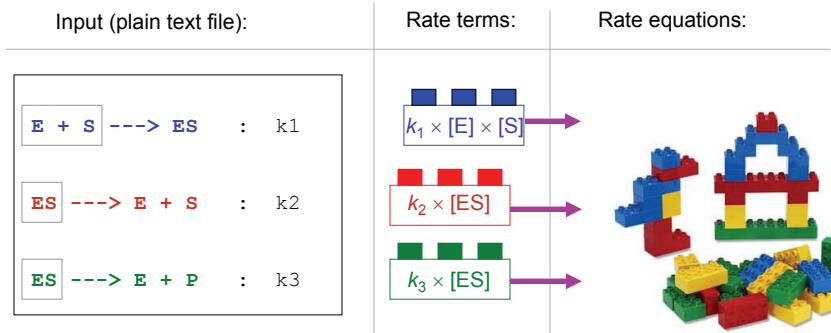 Input (plain text file): Rate terms: Rate equations:
E + S ---> ES : k1 k₁ × [E] × [S]
ES ---> E + S : k2 k₂ × [ES]
ES ---> E + P : k3 k₃ × [ES]